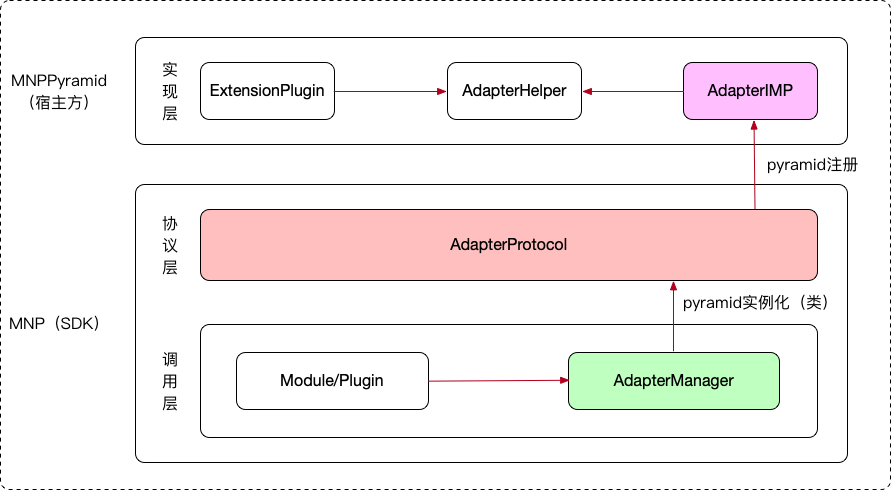 MNPPyramid
（宿主方）
实
现
层
ExtensionPlugin
AdapterHelper
AdapterIMP
pyramid注册
MNP（SDK）
协
议
层
AdapterProtocol
pyramid实例化（类）
调
用
层
Module/Plugin
AdapterManager